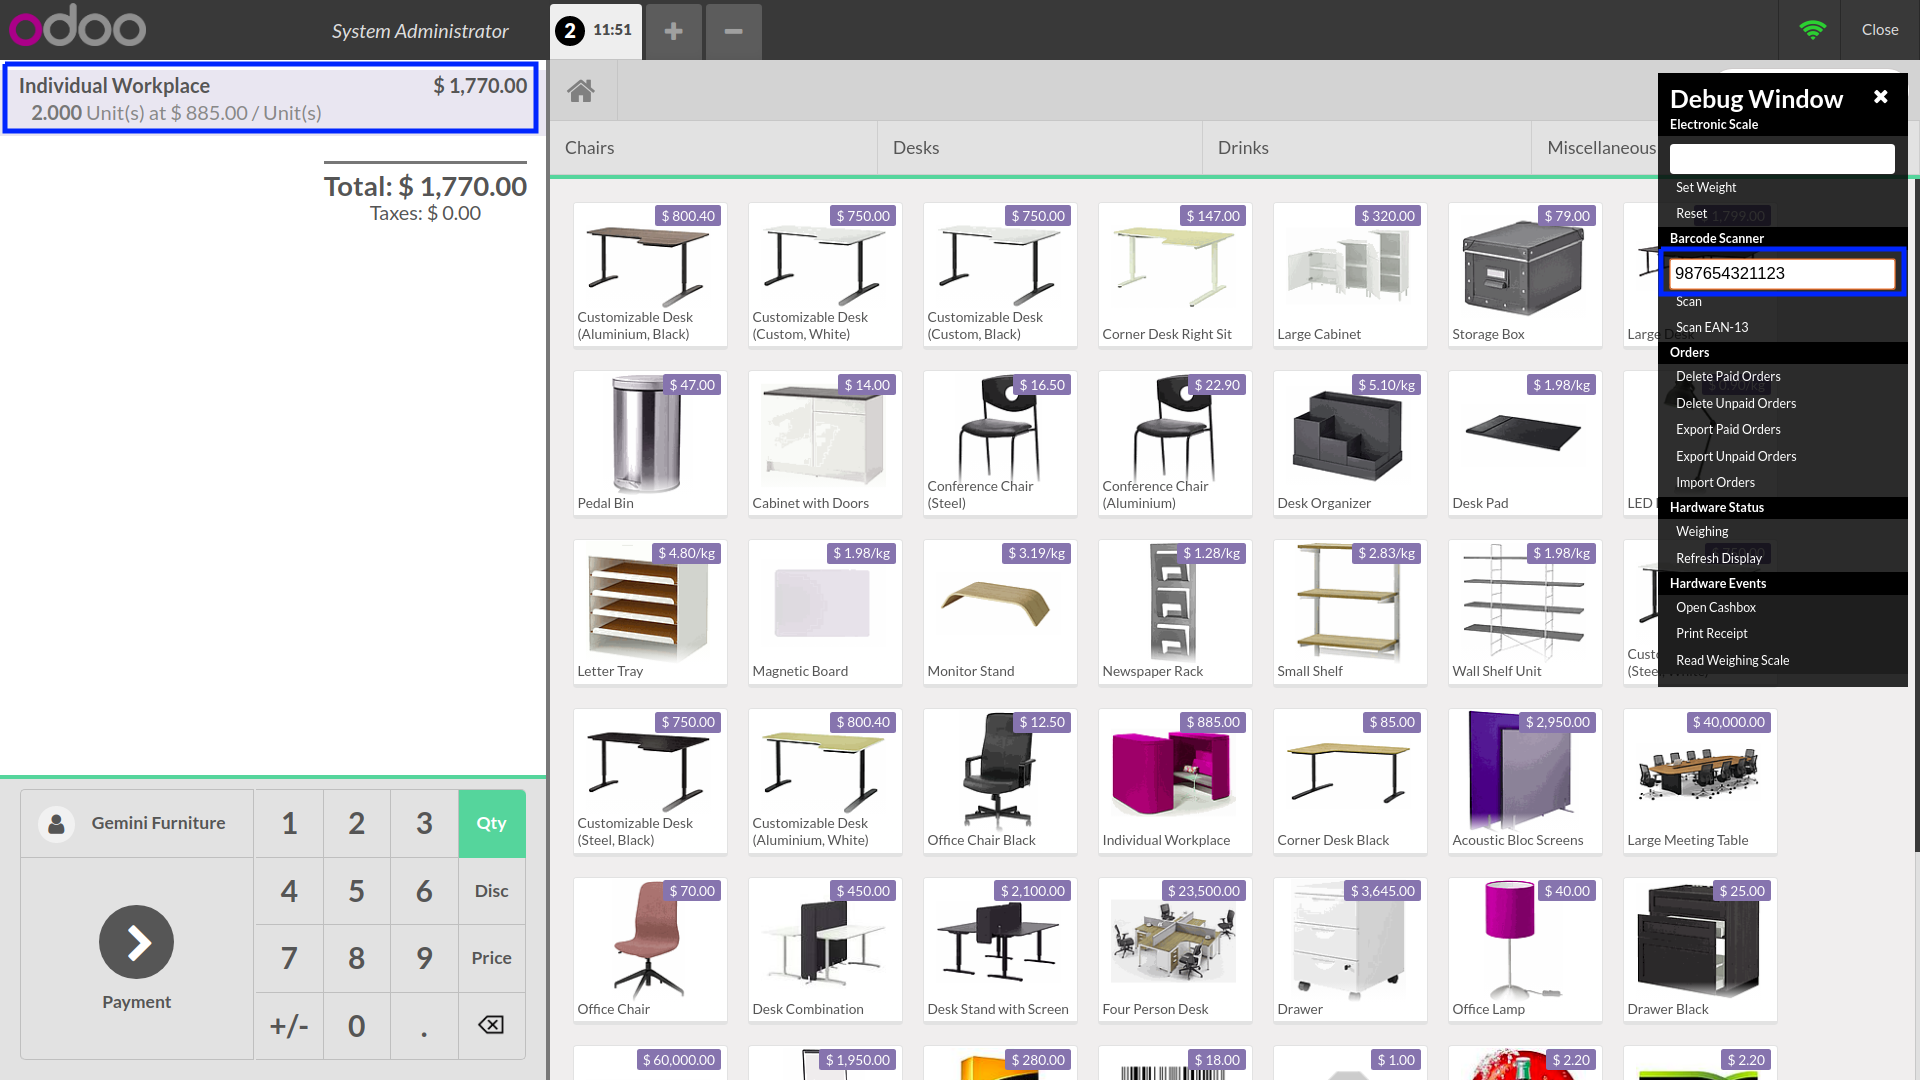 odoo
System Administrator
2 11:51
Close
Individual Workplace $ 1,770.00
2.000 Unit(s) at $ 885.00 / Unit(s)
Total: $ 1,770.00
Taxes: $ 0.00
Chairs Desks Drinks Miscellaneous
$ 800.40
Customizable Desk
(Aluminium, Black)
$ 750.00
Customizable Desk
(Custom, White)
$ 750.00
Customizable Desk
(Custom, Black)
$ 147.00
Corner Desk Right Sit
$ 320.00
Large Cabinet
$ 79.00
Storage Box
1,799.00
Large Desk
$ 47.00
Pedal Bin
$ 14.00
Cabinet with Doors
$ 16.50
Conference Chair
(Steel)
$ 22.90
Conference Chair
(Aluminium)
$ 5.10/kg
Desk Organizer
$ 1.98/kg
Desk Pad
LED
$ 4.80/kg
Letter Tray
$ 1.98/kg
Magnetic Board
$ 3.19/kg
Monitor Stand
$ 1.28/kg
Newspaper Rack
$ 2.83/kg
Small Shelf
$ 1.98/kg
Wall Shelf Unit
$ 750.00
Customizable Desk
(Steel, Black)
$ 800.40
Customizable Desk
(Aluminium, White)
$ 12.50
Office Chair Black
$ 885.00
Individual Workplace
$ 85.00
Corner Desk Black
$ 2,950.00
Acoustic Bloc Screens
$ 40,000.00
Large Meeting Table
$ 70.00
Office Chair
$ 450.00
Desk Combination
$ 2,100.00
Desk Stand with Screen
$ 23,500.00
Four Person Desk
$ 3,645.00
Drawer
$ 40.00
Office Lamp
$ 25.00
Drawer Black
$ 60,000.00
$ 1,950.00
$ 280.00
$ 18.00
$ 1.00
$ 2.20
$ 2.20
Debug Window
Electronic Scale
Set Weight
Reset
Barcode Scanner
987654321123
Scan
Scan EAN-13
Orders
Delete Paid Orders
Delete Unpaid Orders
Export Paid Orders
Export Unpaid Orders
Import Orders
Hardware Status
Weighing
Refresh Display
Hardware Events
Open Cashbox
Print Receipt
Read Weighing Scale
Gemini Furniture
Payment
1 2 3 Qty
4 5 6 Disc
7 8 9 Price
+/- 0 .